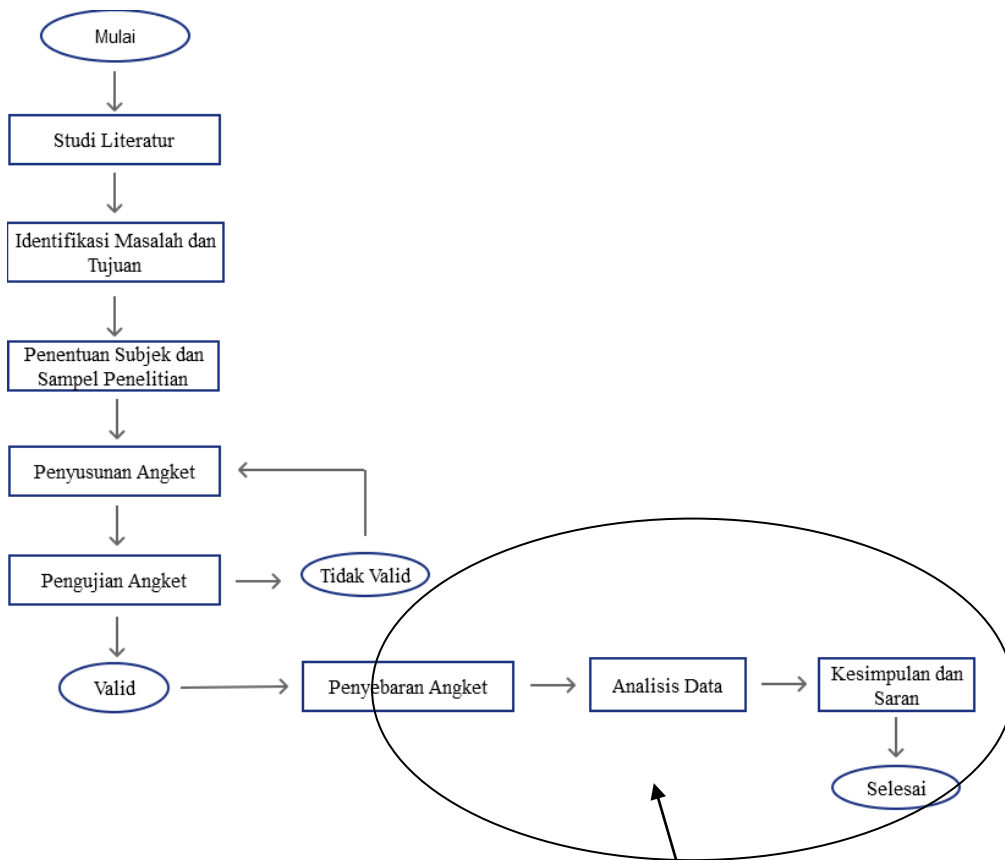 Mulai
Studi Literatur
Identifikasi Masalah dan
Tujuan
Penentuan Subjek dan
Sampel Penelitian
Penyusunan Angket
Pengujian Angket
Tidak Valid
Valid
Penyebaran Angket
Analisis Data
Kesimpulan dan
Saran
Selesai